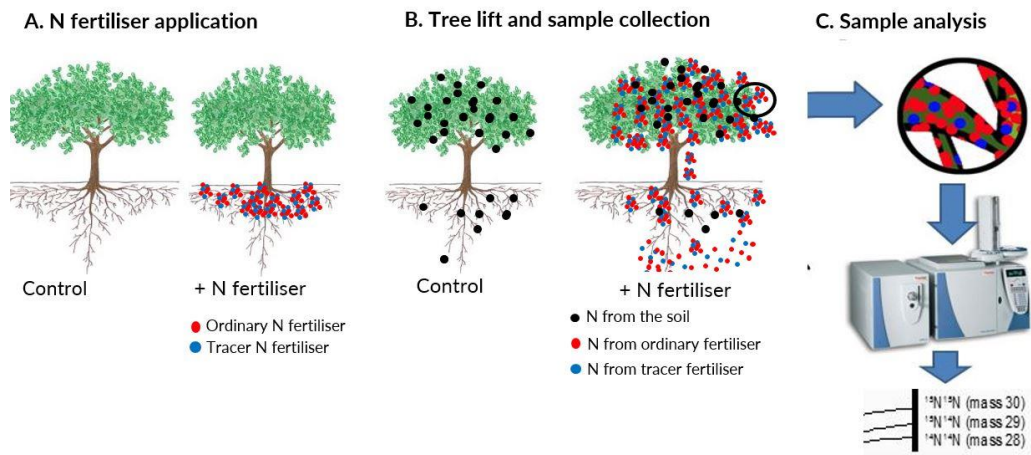 A. N fertiliser application
B. Tree lift and sample collection
C. Sample analysis
Control
+ N fertiliser
Ordinary N fertiliser
Tracer N fertiliser
Control
+ N fertiliser
N from the soil
N from ordinary fertiliser
N from tracer fertiliser
¹⁵N¹⁵N (mass 30)
¹⁵N¹⁴N (mass 29)
¹⁴N¹⁴N (mass 28)